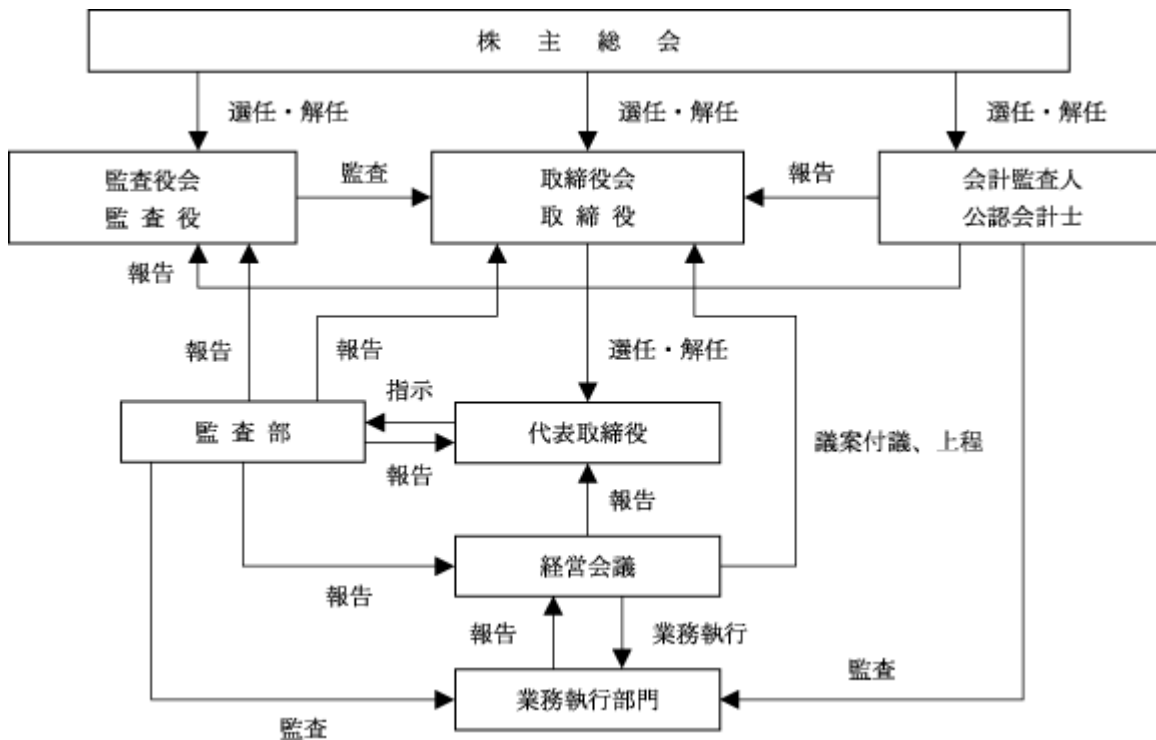 株主総会
選任・解任
選任・解任
選任・解任
監査役会
監査役
監査
取締役会
取締役
報告
会計監査人
公認会計士
報告
報告
報告
選任・解任
指示
監査部
代表取締役
議案付議、上程
報告
報告
経営会議
報告
報告
業務執行
監査
業務執行部門
監査